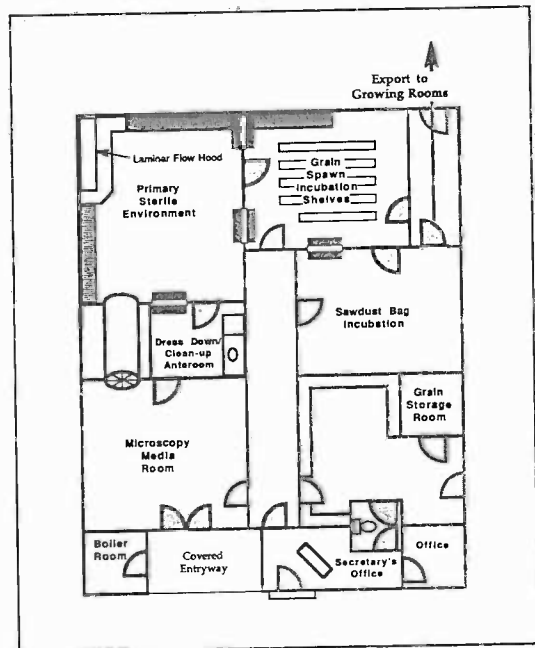 Export to
Growing Rooms
Laminar Flow Hood
Primary
Sterile
Environment
Grain
Spawn
Incubation
Shelves
Sawdust Bag
Incubation
Dress Down/
Clean-up
Anteroom
Grain
Storage
Room
Microscopy
Media
Room
Boiler
Room
Covered
Entryway
Secretary's
Office
Office